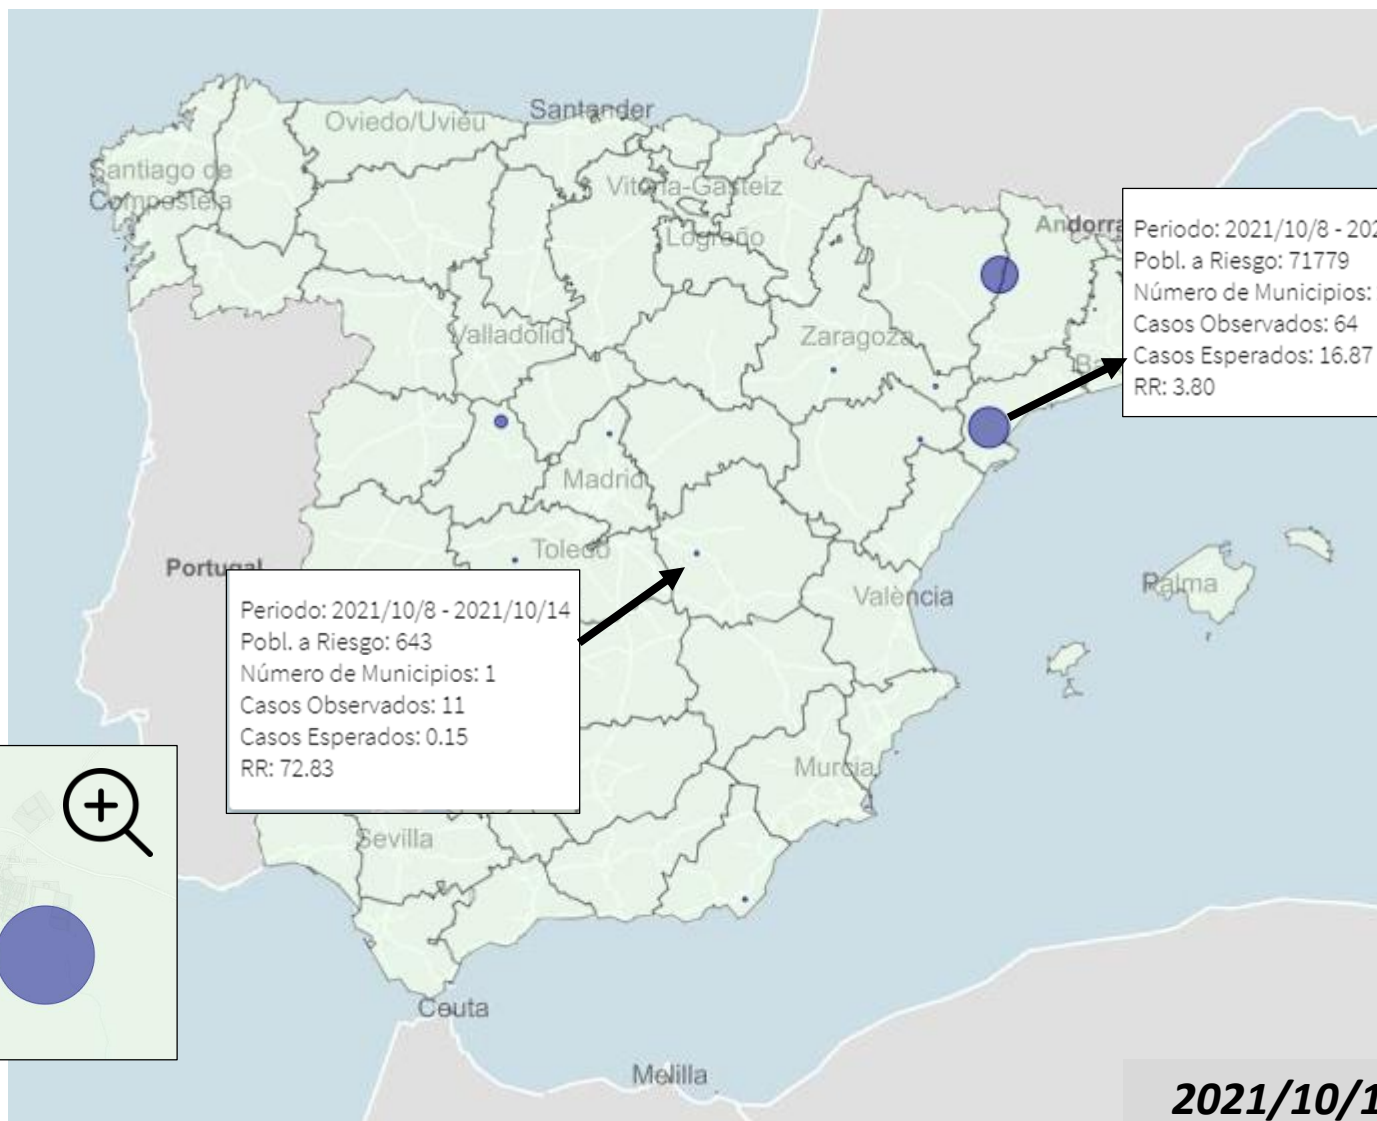 Santander
Oviedo/Uviéu
Santiago de
Compostela
Vitoria-Gasteiz
Logroño
Andorra
Periodo: 2021/10/8 - 202
Pobl. a Riesgo: 71779
Número de Municipios:
Casos Observados: 64
Casos Esperados: 16.87
RR: 3.80
Valladolid
Zaragoza
Ba
Madrid
Toledo
Portugal
València
Palma
Periodo: 2021/10/8 - 2021/10/14
Pobl. a Riesgo: 643
Número de Municipios: 1
Casos Observados: 11
Casos Esperados: 0.15
RR: 72.83
Murcia
Sevilla
Ceuta
Melilla
2021/10/1